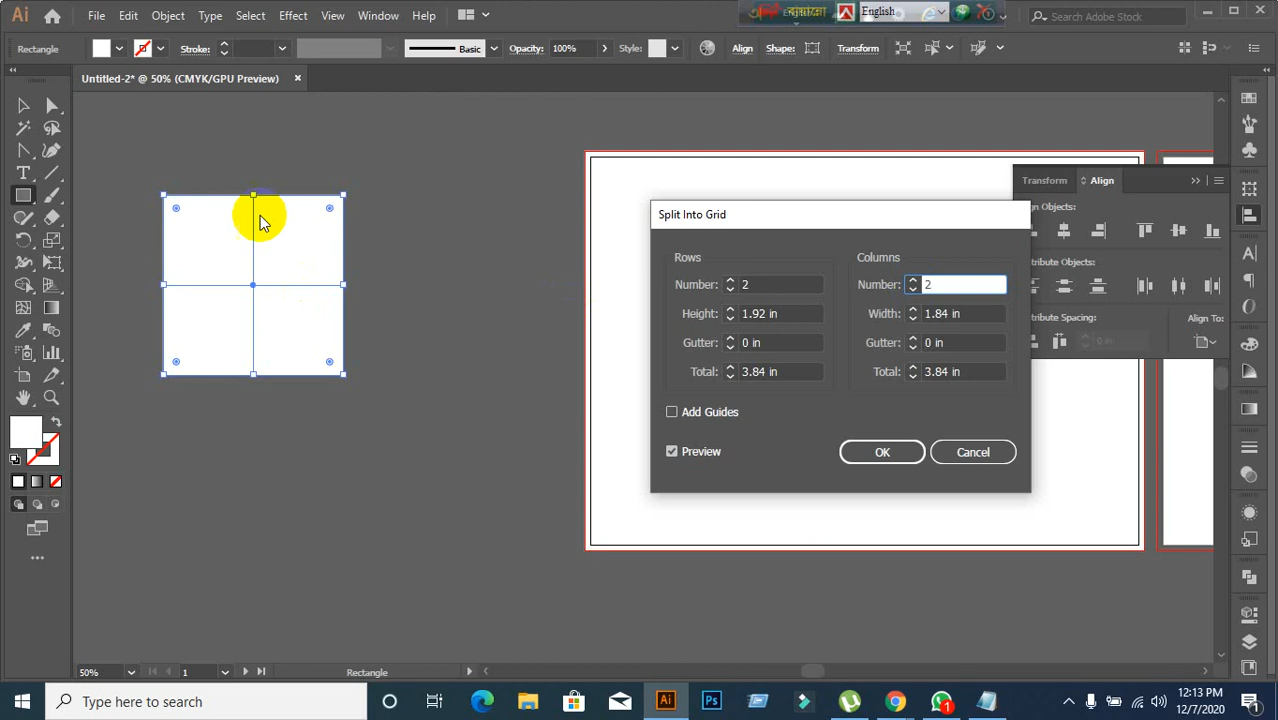 Ai
File Edit Object Type Select Effect View Window Help
English
Search Adobe Stock
Rectangle
Stroke:
Basic
Opacity: 100%
Style:
Align
Shape:
Transform
Untitled-2* @ 50% (CMYK/GPU Preview) ×
Transform Align
Align Objects:
Distribute Objects:
Distribute Spacing:
Align To:
0 in
Split Into Grid
Rows
Number: 2
Height: 1.92 in
Gutter: 0 in
Total: 3.84 in
Columns
Number: 2
Width: 1.84 in
Gutter: 0 in
Total: 3.84 in
Add Guides
Preview
OK
Cancel
50%
1
Rectangle
Type here to search
Ai
Ps
1
12:13 PM
12/7/2020